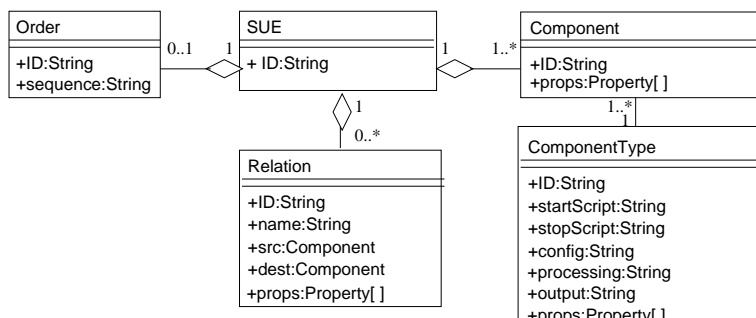 Order
+ID:String
+sequence:String
0..1
1
SUE
+ ID:String
1
1..*
Component
+ID:String
+props:Property[ ]
1
0..*
1..*
1
Relation
+ID:String
+name:String
+src:Component
+dest:Component
+props:Property[ ]
ComponentType
+ID:String
+startScript:String
+stopScript:String
+config:String
+processing:String
+output:String
+props:Property[ ]